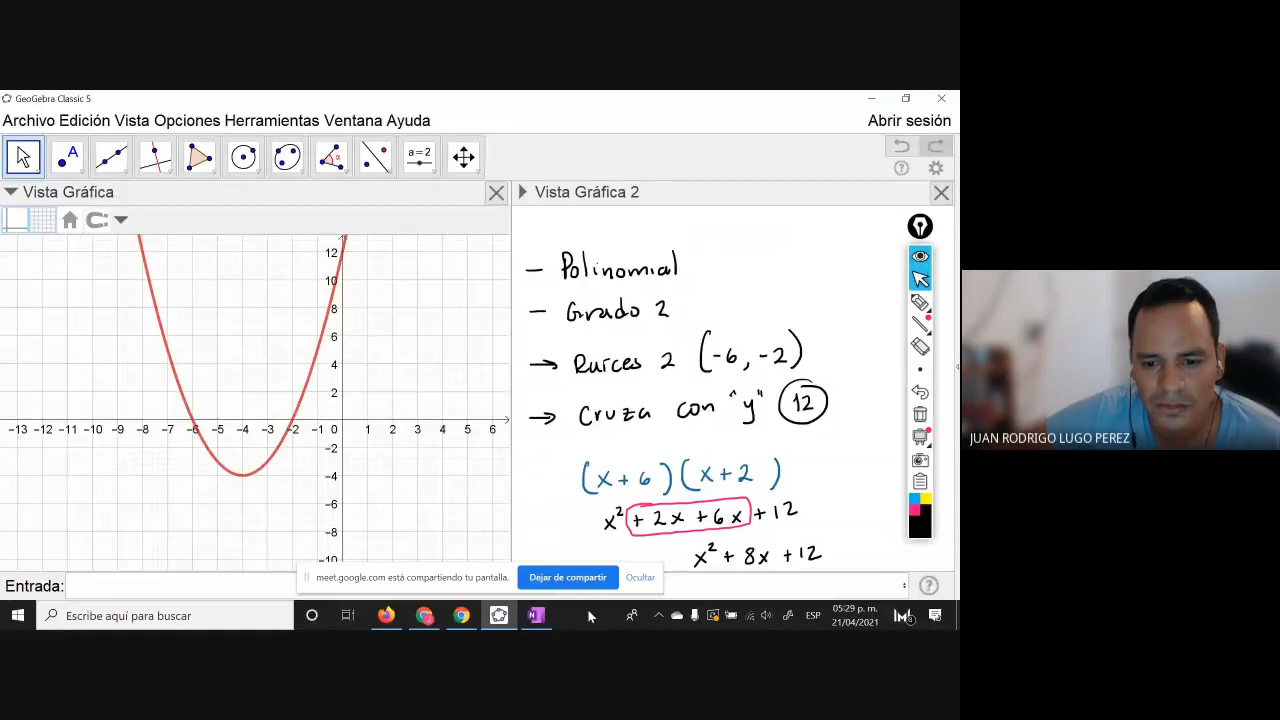 GeoGebra Classic 5
Archivo Edición Vista Opciones Herramientas Ventana Ayuda
Abrir sesión
A
α
a=2
Vista Gráfica
Vista Gráfica 2
12
10
8
6
4
2
-13 -12 -11 -10 -9 -8 -7 -6 -5 -4 -3 -2 -1 0 1 2 3 4 5 6
-2
-4
-6
-8
-10
- Polinomial
- Grado 2
→ Raíces 2 (-6, -2)
→ Cruza con "y" 12
(x+6)(x+2)
x² + 2x + 6x + 12
x² + 8x + 12
Entrada:
meet.google.com está compartiendo tu pantalla.
Dejar de compartir
Ocultar
Escribe aquí para buscar
ESP
05:29 p. m.
21/04/2021
JUAN RODRIGO LUGO PEREZ